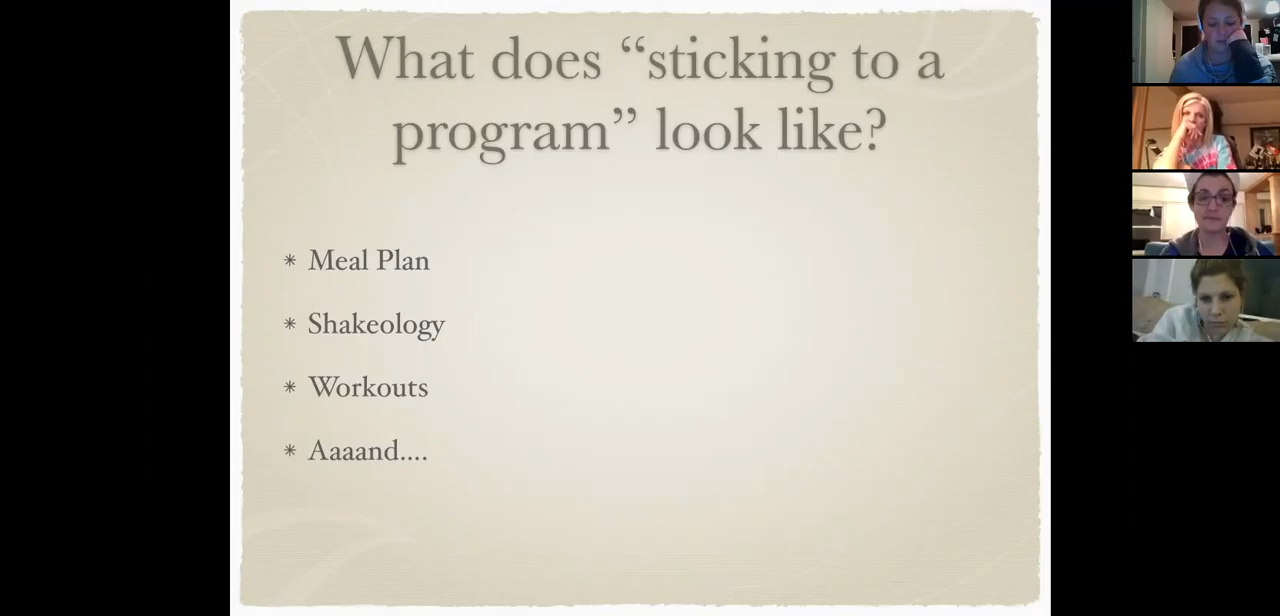 What does “sticking to a
program” look like?
* Meal Plan
* Shakeology
* Workouts
* Aaaand....